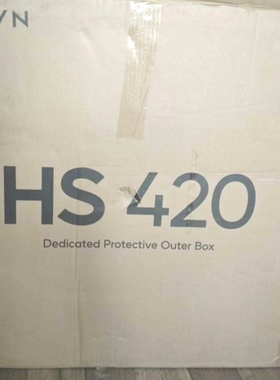 VN
HS 420
Dedicated Protective Outer Box